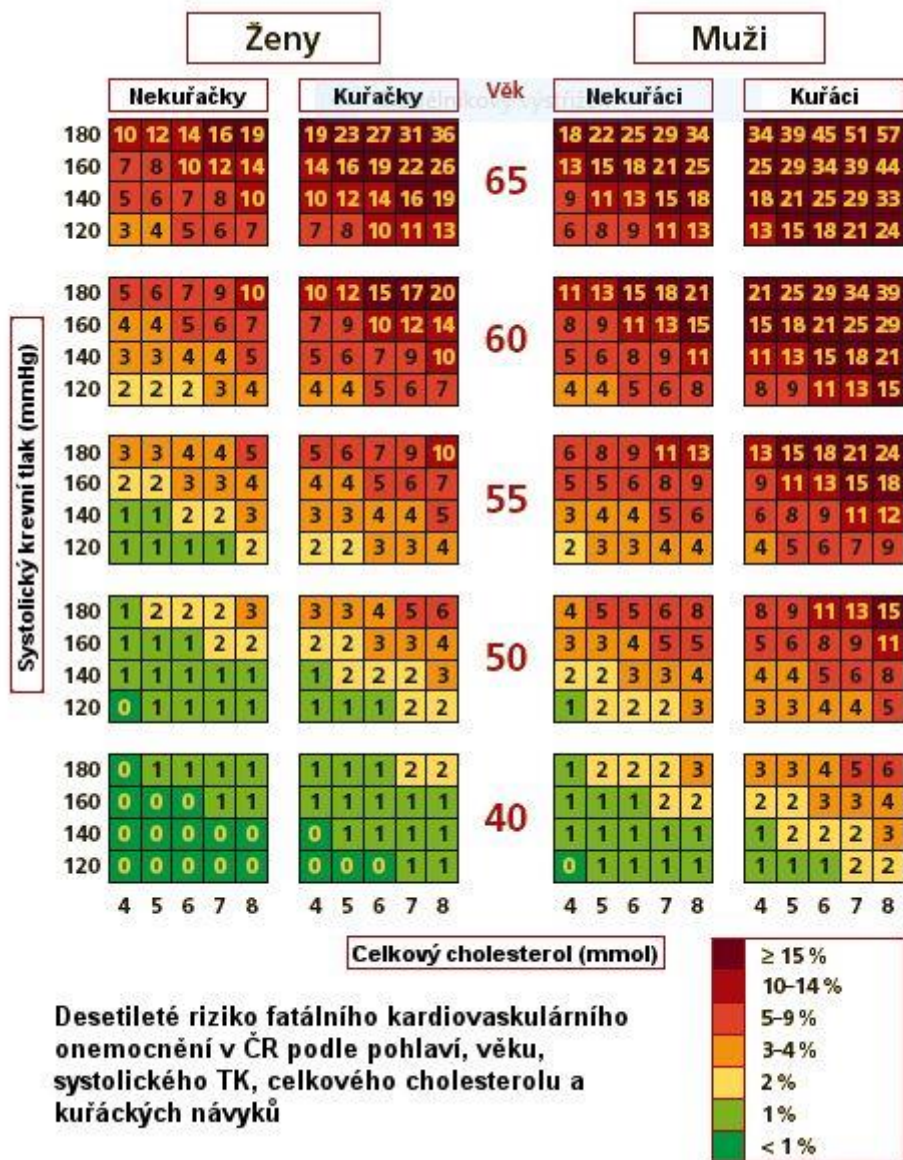 Ženy Muži
Nekuřačky Kuřačky Věk Nekuřáci Kuřáci
180 10 12 14 16 19 19 23 27 31 36 18 22 25 29 34 34 39 45 51 57
160 7 8 10 12 14 14 16 19 22 26 13 15 18 21 25 25 29 34 39 44
65
140 5 6 7 8 10 10 12 14 16 19 9 11 13 15 18 18 21 25 29 33
120 3 4 5 6 7 7 8 10 11 13 6 8 9 11 13 13 15 18 21 24
180 5 6 7 9 10 10 12 15 17 20 11 13 15 18 21 21 25 29 34 39
160 4 4 5 6 7 7 9 10 12 14 8 9 11 13 15 15 18 21 25 29
60
140 3 3 4 4 5 5 6 7 9 10 5 6 8 9 11 11 13 15 18 21
120 2 2 2 3 4 4 4 5 6 7 4 4 5 6 8 8 9 11 13 15
Systolický krevní tlak (mmHg)
180 3 3 4 4 5 5 6 7 9 10 6 8 9 11 13 13 15 18 21 24
160 2 2 3 3 4 4 4 5 6 7 5 5 6 8 9 9 11 13 15 18
55
140 1 1 2 2 3 3 3 4 4 5 3 4 4 5 6 6 8 9 11 12
120 1 1 1 1 2 2 2 3 3 4 2 3 3 4 4 4 5 6 7 9
180 1 2 2 2 3 3 3 4 5 6 4 5 5 6 8 8 9 11 13 15
160 1 1 1 2 2 2 2 3 3 4 3 3 4 5 5 5 6 8 9 11
50
140 1 1 1 1 1 1 2 2 2 3 2 2 3 3 4 4 4 5 6 8
120 0 1 1 1 1 1 1 1 2 2 1 2 2 2 3 3 3 4 4 5
180 0 1 1 1 1 1 1 1 2 2 1 2 2 2 3 3 3 4 5 6
160 0 0 0 1 1 1 1 1 1 1 1 1 1 2 2 2 2 3 3 4
40
140 0 0 0 0 0 0 1 1 1 1 1 1 1 1 1 1 2 2 2 3
120 0 0 0 0 0 0 0 0 1 1 0 1 1 1 1 1 1 1 2 2
4 5 6 7 8 4 5 6 7 8 4 5 6 7 8 4 5 6 7 8
Celkový cholesterol (mmol)
≥ 15 %
10–14 %
5–9 %
3–4 %
2 %
1 %
< 1 %
Desetileté riziko fatálního kardiovaskulárního
onemocnění v ČR podle pohlaví, věku,
systolického TK, celkového cholesterolu a
kuřáckých návyků